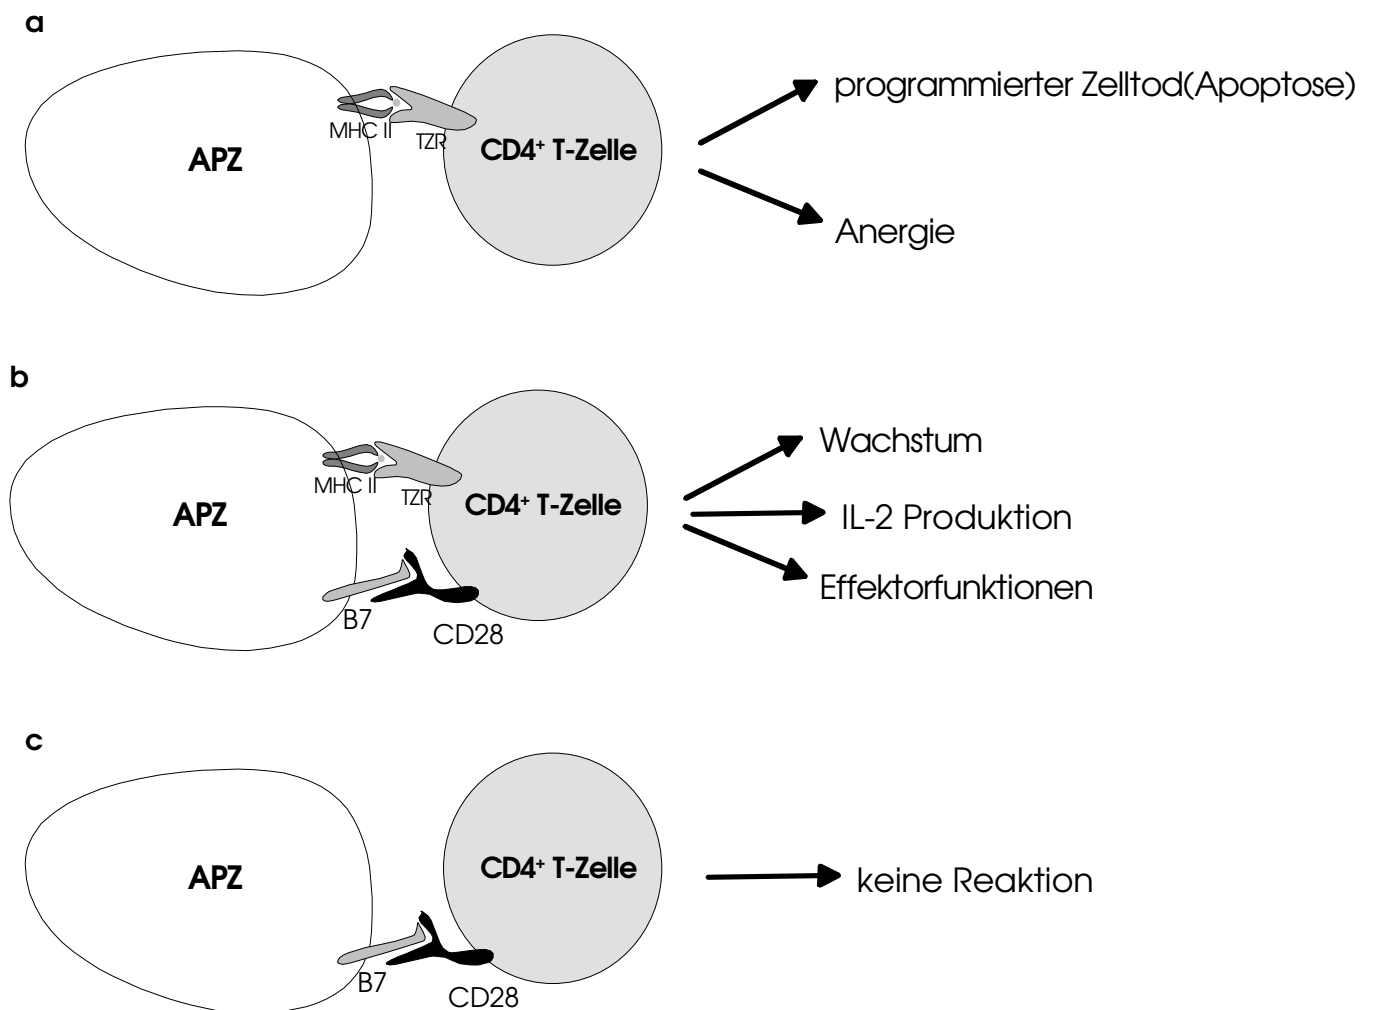 a
programmierter Zelltod(Apoptose)
MHC II
TZR
APZ
CD4⁺ T-Zelle
Anergie
b
Wachstum
MHC II
TZR
APZ
CD4⁺ T-Zelle
IL-2 Produktion
Effektorfunktionen
B7
CD28
c
APZ
CD4⁺ T-Zelle
keine Reaktion
B7
CD28